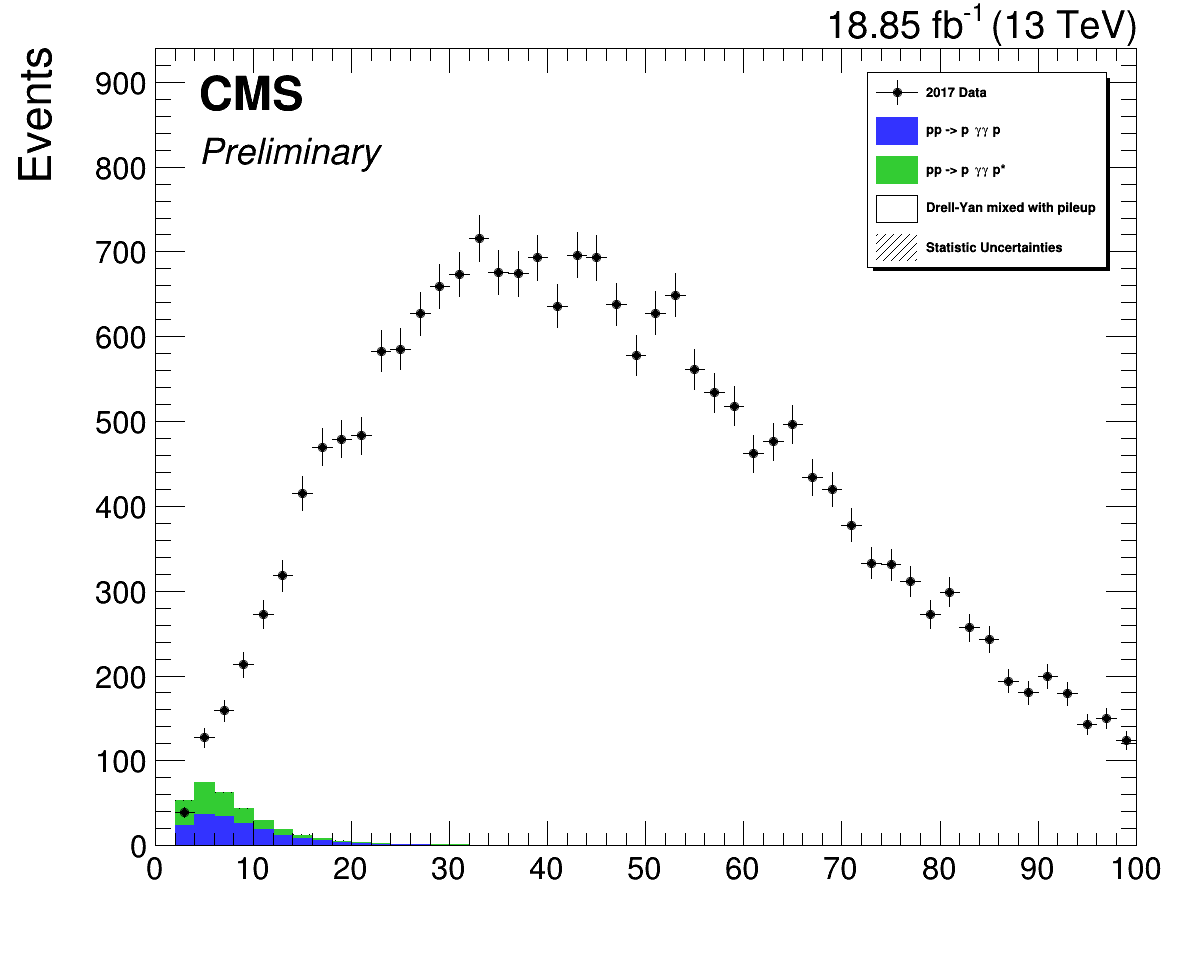 18.85 fb-1 (13 TeV)
Events
CMS
Preliminary
2017 Data
pp -> p γγ p
pp -> p γγ p*
Drell-Yan mixed with pileup
Statistic Uncertainties
900
800
700
600
500
400
300
200
100
0
0 10 20 30 40 50 60 70 80 90 100